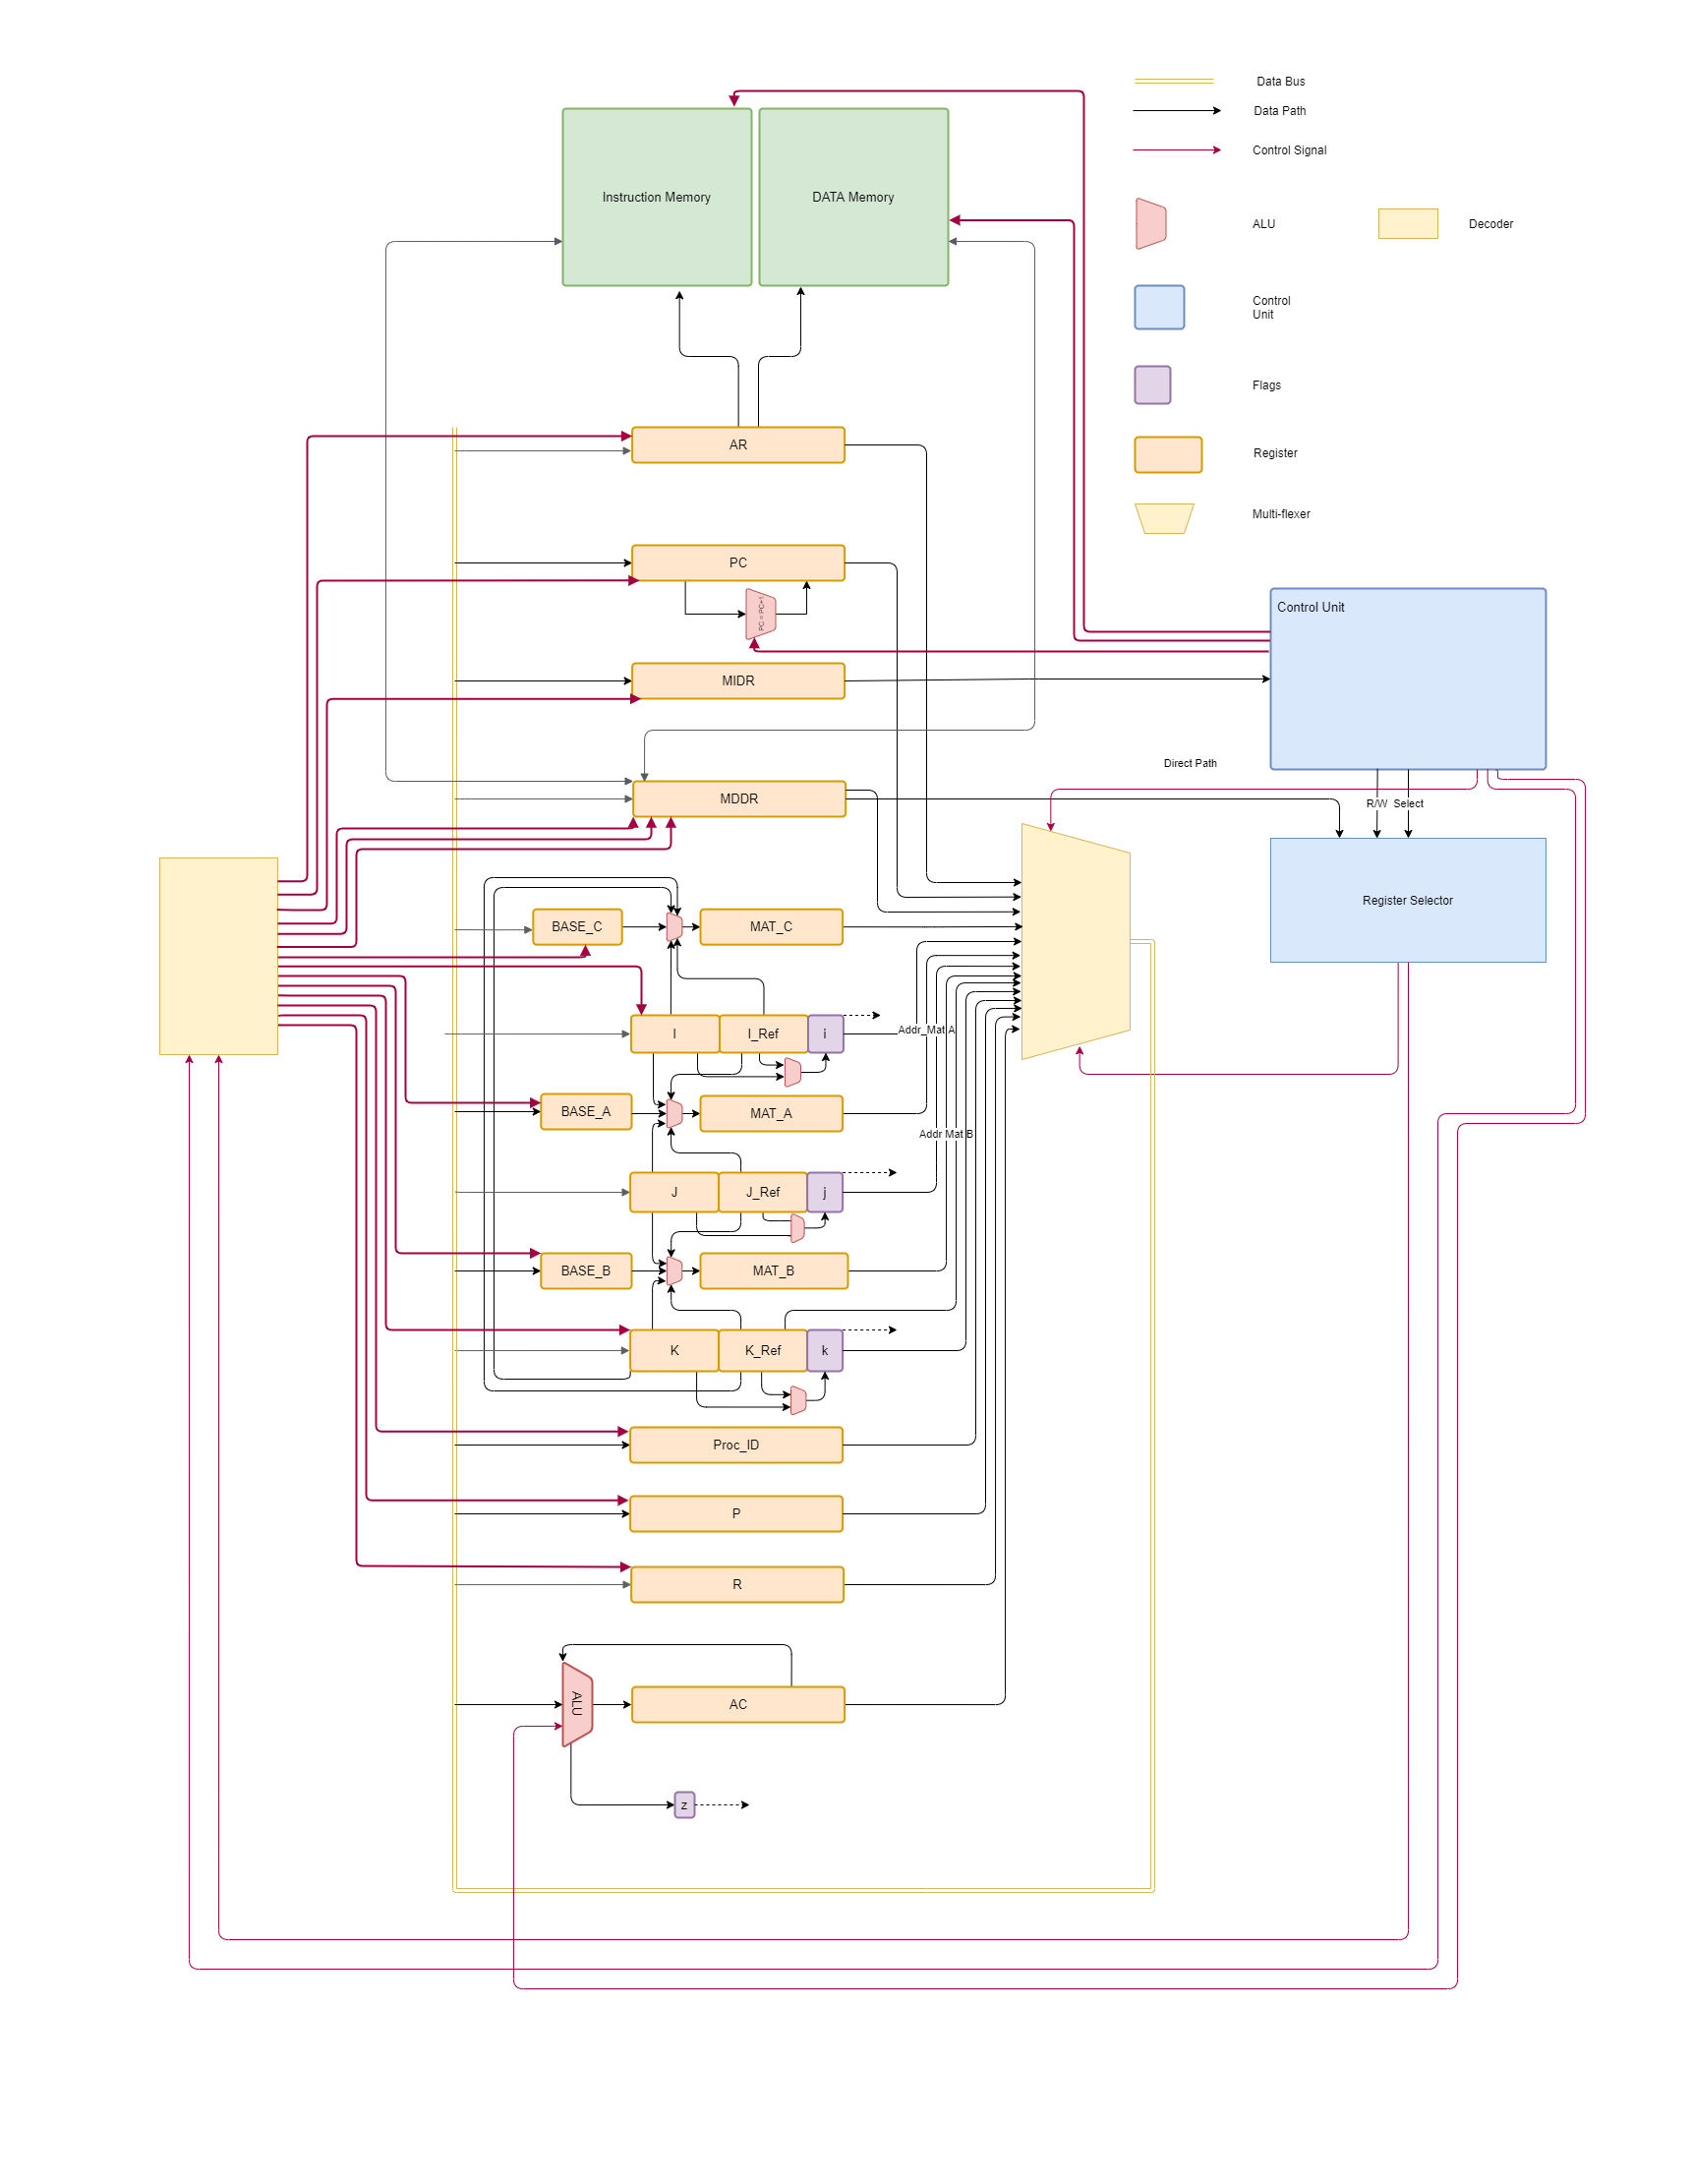 Data Bus
Data Path
Control Signal
Instruction Memory
DATA Memory
ALU
Decoder
Control
Unit
Flags
AR
Register
Multi-flexer
PC
PC = PC+1
Control Unit
MIDR
Direct Path
MDDR
R/W Select
Register Selector
BASE_C
MAT_C
I
I_Ref
i
Addr_Mat A
BASE_A
MAT_A
Addr Mat B
J
J_Ref
j
BASE_B
MAT_B
K
K_Ref
k
Proc_ID
P
R
ALU
AC
z